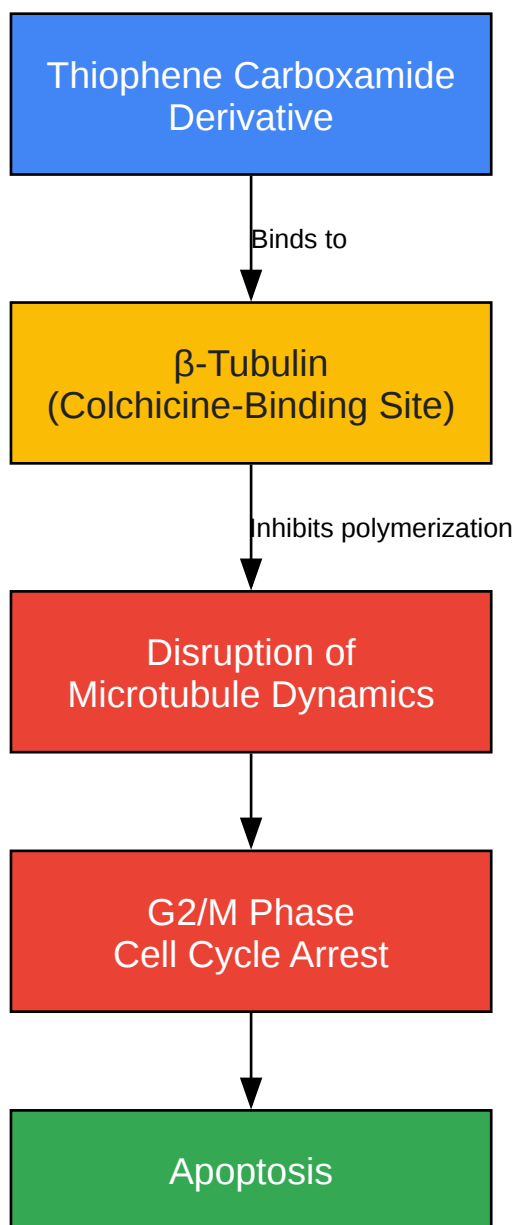 Thiophene Carboxamide
Derivative
Binds to
β-Tubulin
(Colchicine-Binding Site)
Inhibits polymerization
Disruption of
Microtubule Dynamics
G2/M Phase
Cell Cycle Arrest
Apoptosis